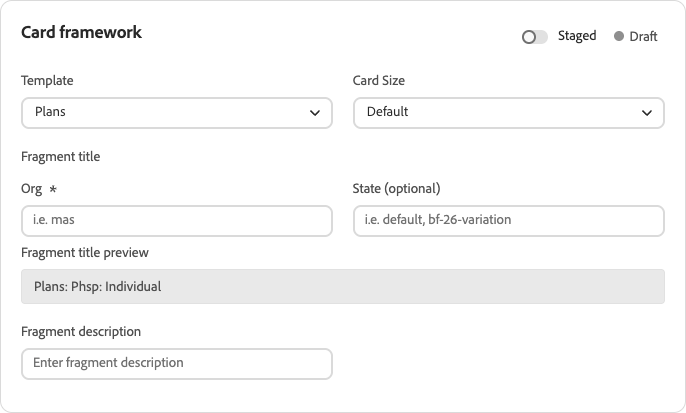 Card framework
Staged
Draft
Template
Card Size
Plans
Default
Fragment title
Org *
State (optional)
i.e. mas
i.e. default, bf-26-variation
Fragment title preview
Plans: Phsp: Individual
Fragment description
Enter fragment description